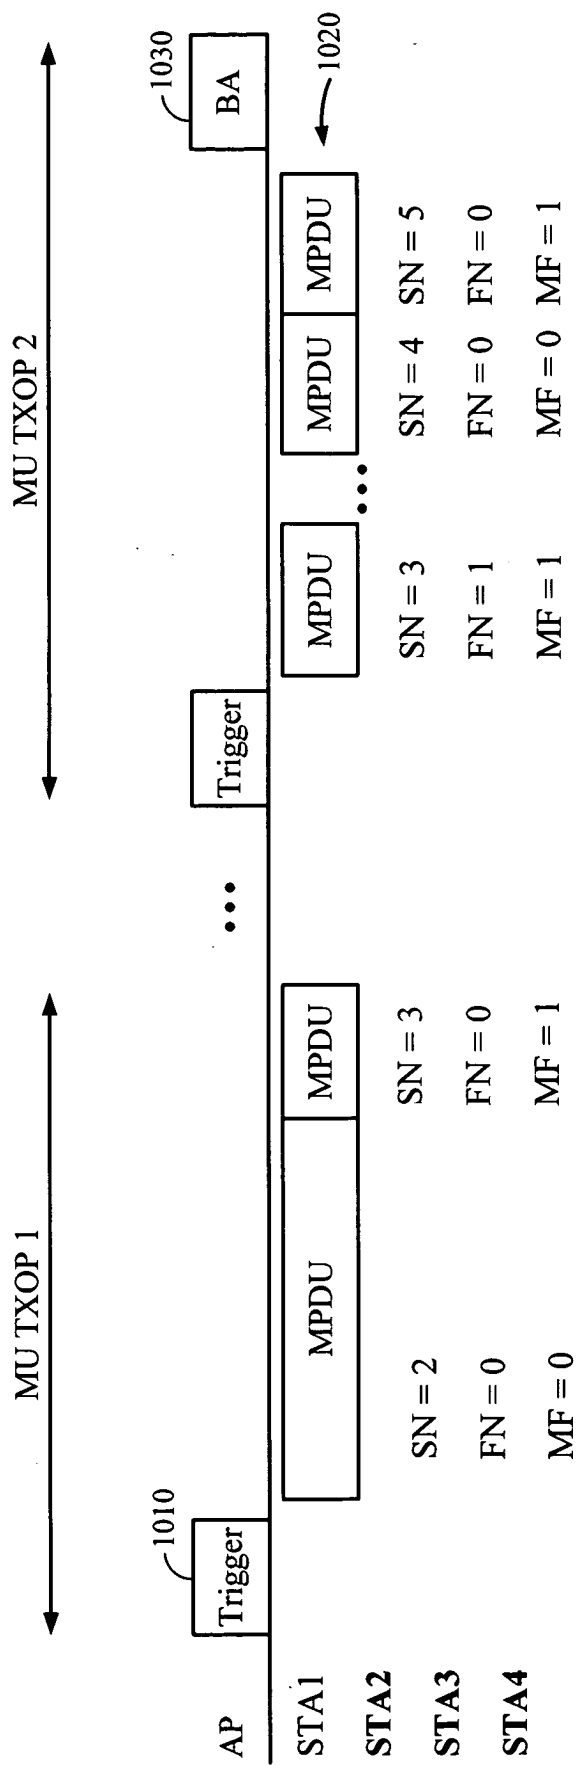 MU TXOP 1
MU TXOP 2
1010
1030
AP
Trigger
•••
Trigger
BA
1020
STA1
MPDU
MPDU
MPDU
•••
MPDU
MPDU
STA2
STA3
STA4
SN = 2
FN = 0
MF = 0
SN = 3
FN = 0
MF = 1
SN = 3
FN = 1
MF = 1
SN = 4
FN = 0
MF = 0
SN = 5
FN = 0
MF = 1